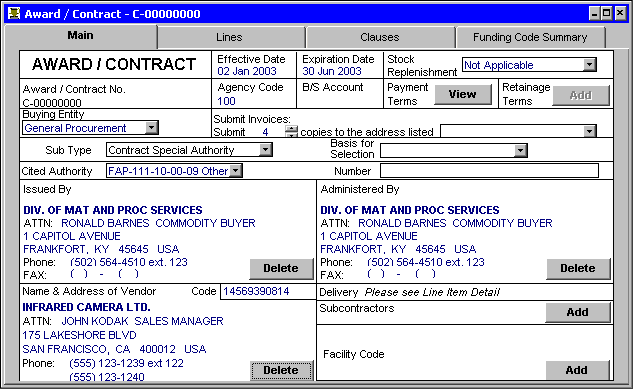 Award / Contract - C-00000000
Main Lines Clauses Funding Code Summary
AWARD / CONTRACT
Effective Date
02 Jan 2003
Expiration Date
30 Jun 2003
Stock
Replenishment
Not Applicable
Award / Contract No.
C-00000000
Agency Code
100
B/S Account
Payment
Terms
View
Retainage
Terms
Add
Buying Entity
General Procurement
Submit Invoices:
Submit 4 copies to the address listed
Sub Type Contract Special Authority
Basis for
Selection
Cited Authority FAP-111-10-00-09 Other
Number
Issued By
DIV. OF MAT AND PROC SERVICES
ATTN: RONALD BARNES COMMODITY BUYER
1 CAPITOL AVENUE
FRANKFORT, KY 45645 USA
Phone: (502) 564-4510 ext. 123
FAX: ( ) - ( )
Delete
Administered By
DIV. OF MAT AND PROC SERVICES
ATTN: RONALD BARNES COMMODITY BUYER
1 CAPITOL AVENUE
FRANKFORT, KY 45645 USA
Phone: (502) 564-4510 ext. 123
FAX: ( ) - ( )
Delete
Name & Address of Vendor Code 14569390814
INFRARED CAMERA LTD.
ATTN: JOHN KODAK SALES MANAGER
175 LAKESHORE BLVD
SAN FRANCISCO, CA 400012 USA
Phone: (555) 123-1239 ext 122
(555) 123-1240
Delete
Delivery Please see Line Item Detail
Subcontractors
Add
Facility Code
Add